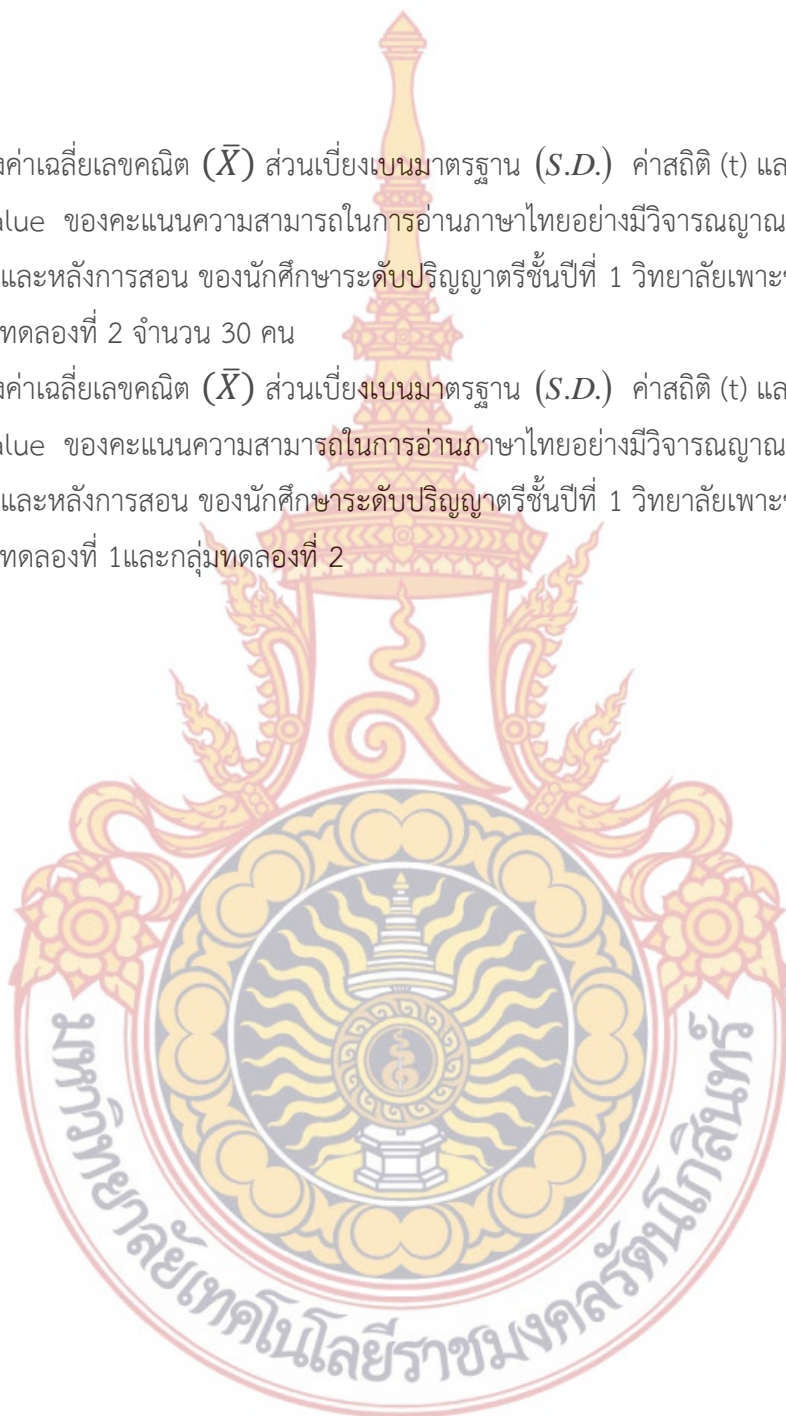 งค่าเฉลี่ยเลขคณิต (X̄) ส่วนเบี่ยงเบนมาตรฐาน (S.D.) ค่าสถิติ (t) แล
alue ของคะแนนความสามารถในการอ่านภาษาไทยอย่างมีวิจารณญาณ
และหลังการสอน ของนักศึกษาระดับปริญญาตรีชั้นปีที่ 1 วิทยาลัยเพาะช
ทดลองที่ 2 จำนวน 30 คน
งค่าเฉลี่ยเลขคณิต (X̄) ส่วนเบี่ยงเบนมาตรฐาน (S.D.) ค่าสถิติ (t) แล
alue ของคะแนนความสามารถในการอ่านภาษาไทยอย่างมีวิจารณญาณ
และหลังการสอน ของนักศึกษาระดับปริญญาตรีชั้นปีที่ 1 วิทยาลัยเพาะช
ทดลองที่ 1และกลุ่มทดลองที่ 2
มหาวิทยาลัยเทคโนโลยีราชมงคลรัตนโกสินทร์